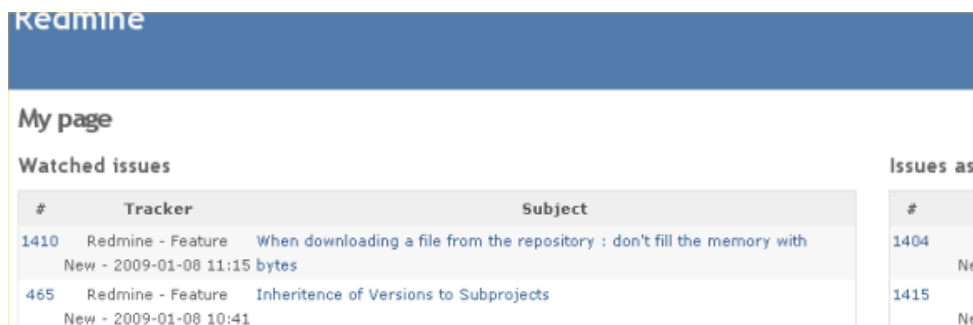 Redmine
My page
Watched issues
# Tracker Subject
1410 Redmine - Feature When downloading a file from the repository : don't fill the memory with
New - 2009-01-08 11:15 bytes
465 Redmine - Feature Inheritence of Versions to Subprojects
New - 2009-01-08 10:41
Issues as
#
1404
Ne
1415
Ne